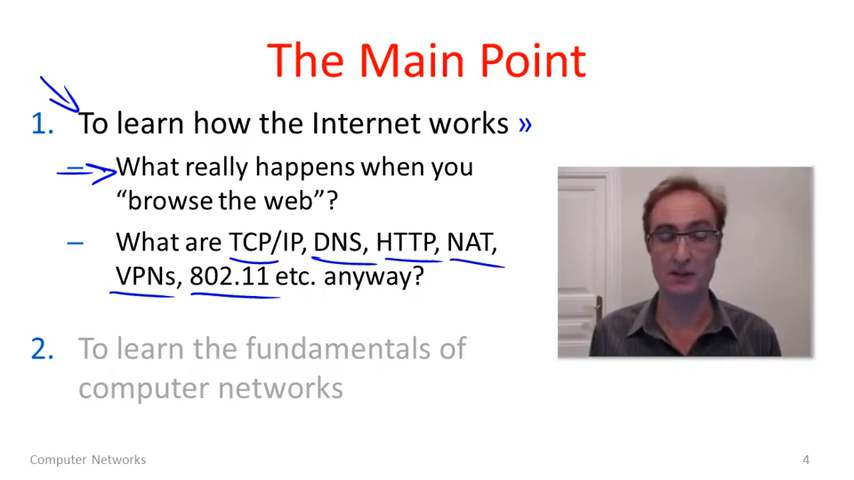 The Main Point
1. To learn how the Internet works »
– What really happens when you
“browse the web”?
– What are TCP/IP, DNS, HTTP, NAT,
VPNs, 802.11 etc. anyway?
2. To learn the fundamentals of
computer networks
Computer Networks
4